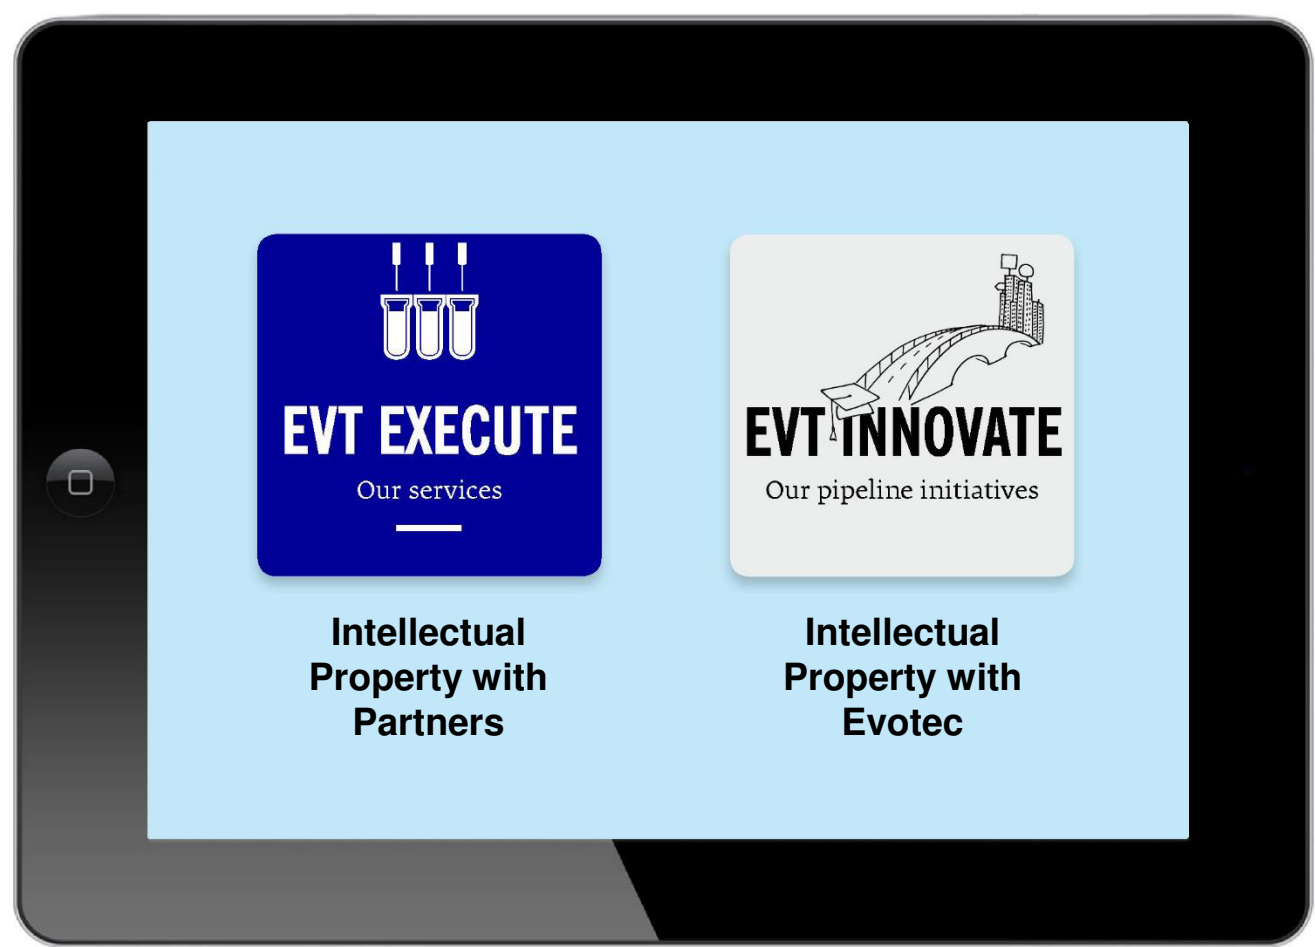 EVT EXECUTE
Our services
Intellectual
Property with
Partners
EVT INNOVATE
Our pipeline initiatives
Intellectual
Property with
Evotec